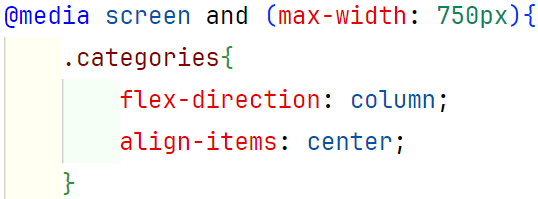 @media screen and (max-width: 750px){
    .categories{
        flex-direction: column;
        align-items: center;
    }